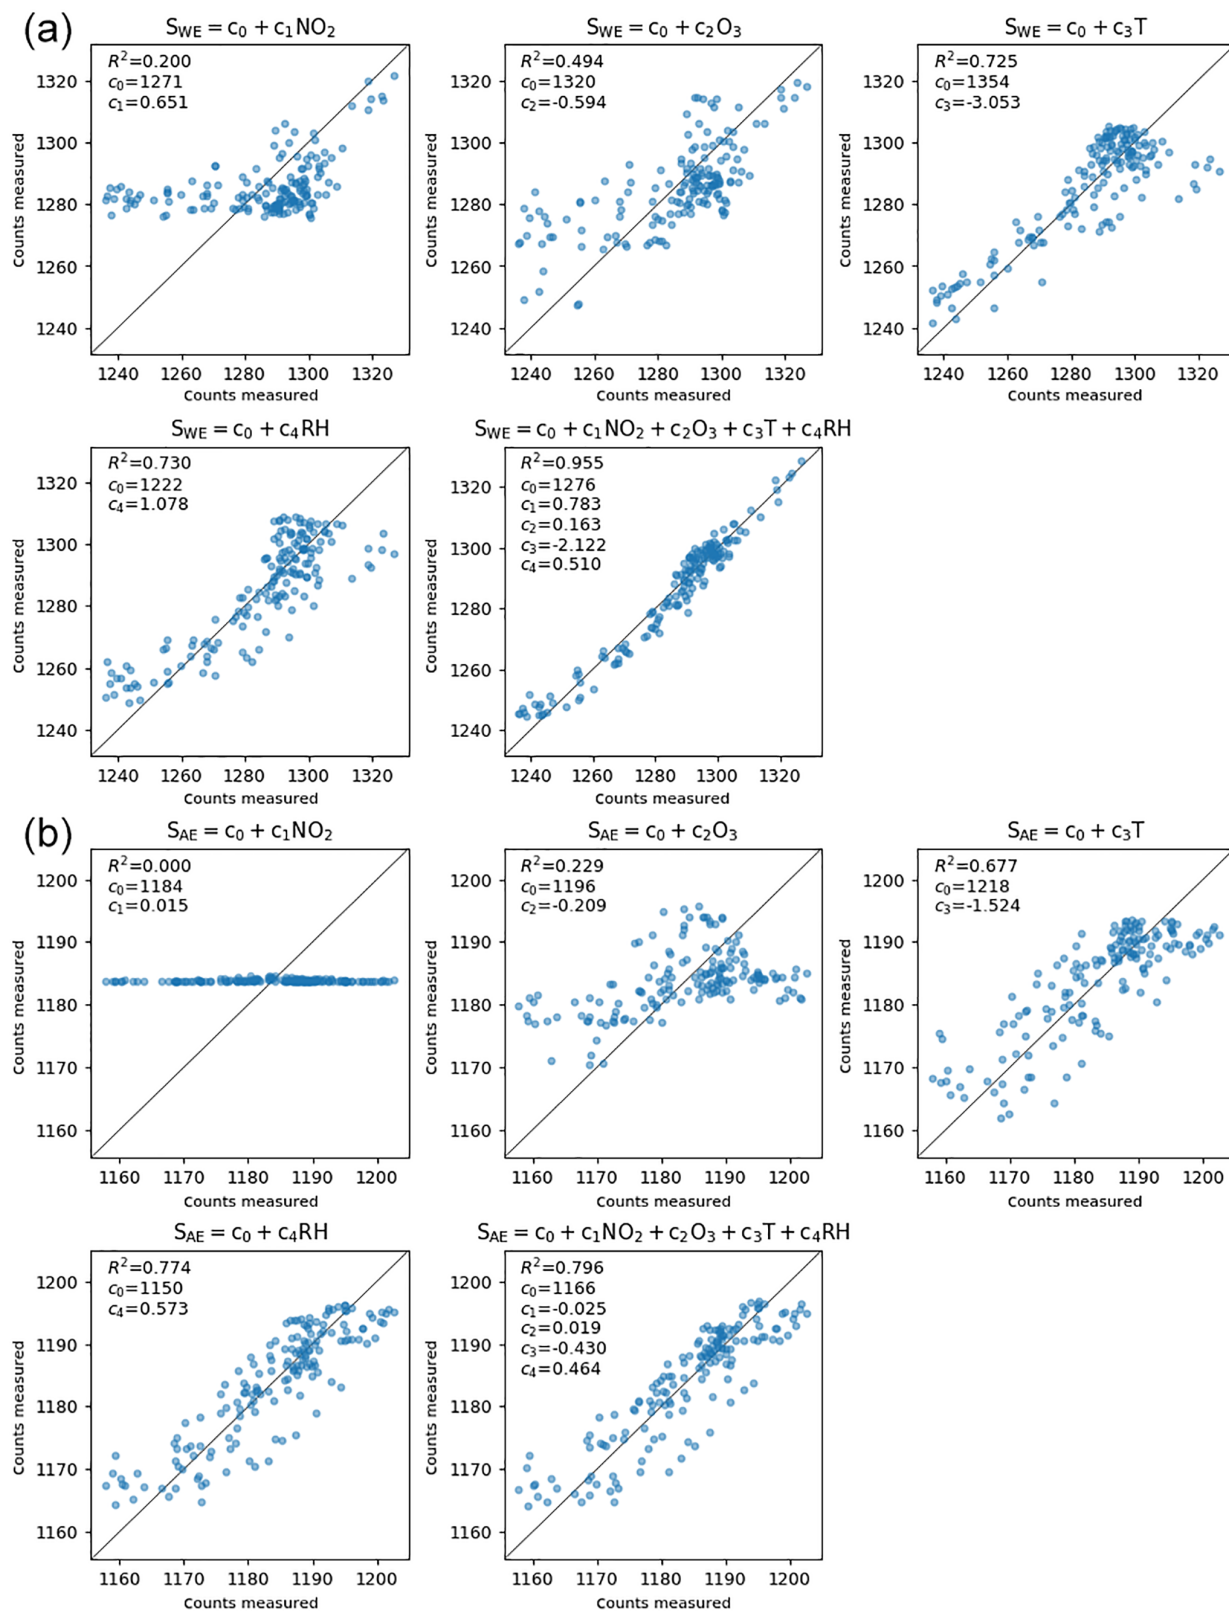 (a)
S_WE = c_0 + c_1NO_2
R^2=0.200
c_0=1271
c_1=0.651
1320
1300
1280
1260
1240
Counts measured
1240 1260 1280 1300 1320
Counts measured
S_WE = c_0 + c_2O_3
R^2=0.494
c_0=1320
c_2=-0.594
1320
1300
1280
1260
1240
Counts measured
1240 1260 1280 1300 1320
Counts measured
S_WE = c_0 + c_3T
R^2=0.725
c_0=1354
c_3=-3.053
1320
1300
1280
1260
1240
Counts measured
1240 1260 1280 1300 1320
Counts measured
S_WE = c_0 + c_4RH
R^2=0.730
c_0=1222
c_4=1.078
1320
1300
1280
1260
1240
Counts measured
1240 1260 1280 1300 1320
Counts measured
S_WE = c_0 + c_1NO_2 + c_2O_3 + c_3T + c_4RH
R^2=0.955
c_0=1276
c_1=0.783
c_2=0.163
c_3=-2.122
c_4=0.510
1320
1300
1280
1260
1240
Counts measured
1240 1260 1280 1300 1320
Counts measured
(b)
S_AE = c_0 + c_1NO_2
R^2=0.000
c_0=1184
c_1=0.015
1200
1190
1180
1170
1160
Counts measured
1160 1170 1180 1190 1200
Counts measured
S_AE = c_0 + c_2O_3
R^2=0.229
c_0=1196
c_2=-0.209
1200
1190
1180
1170
1160
Counts measured
1160 1170 1180 1190 1200
Counts measured
S_AE = c_0 + c_3T
R^2=0.677
c_0=1218
c_3=-1.524
1200
1190
1180
1170
1160
Counts measured
1160 1170 1180 1190 1200
Counts measured
S_AE = c_0 + c_4RH
R^2=0.774
c_0=1150
c_4=0.573
1200
1190
1180
1170
1160
Counts measured
1160 1170 1180 1190 1200
Counts measured
S_AE = c_0 + c_1NO_2 + c_2O_3 + c_3T + c_4RH
R^2=0.796
c_0=1166
c_1=-0.025
c_2=0.019
c_3=-0.430
c_4=0.464
1200
1190
1180
1170
1160
Counts measured
1160 1170 1180 1190 1200
Counts measured